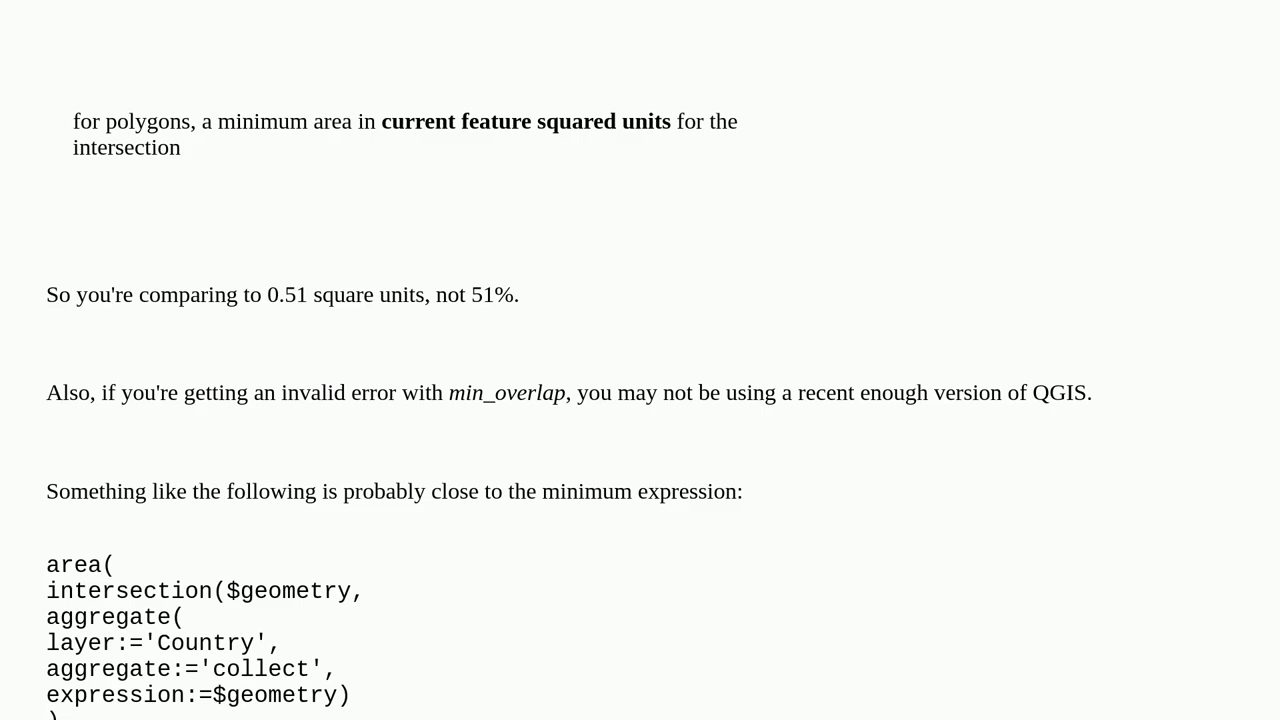 for polygons, a minimum area in current feature squared units for the
intersection
So you're comparing to 0.51 square units, not 51%.
Also, if you're getting an invalid error with min_overlap, you may not be using a recent enough version of QGIS.
Something like the following is probably close to the minimum expression:
area(
intersection($geometry,
aggregate(
layer:='Country',
aggregate:='collect',
expression:=$geometry)
)